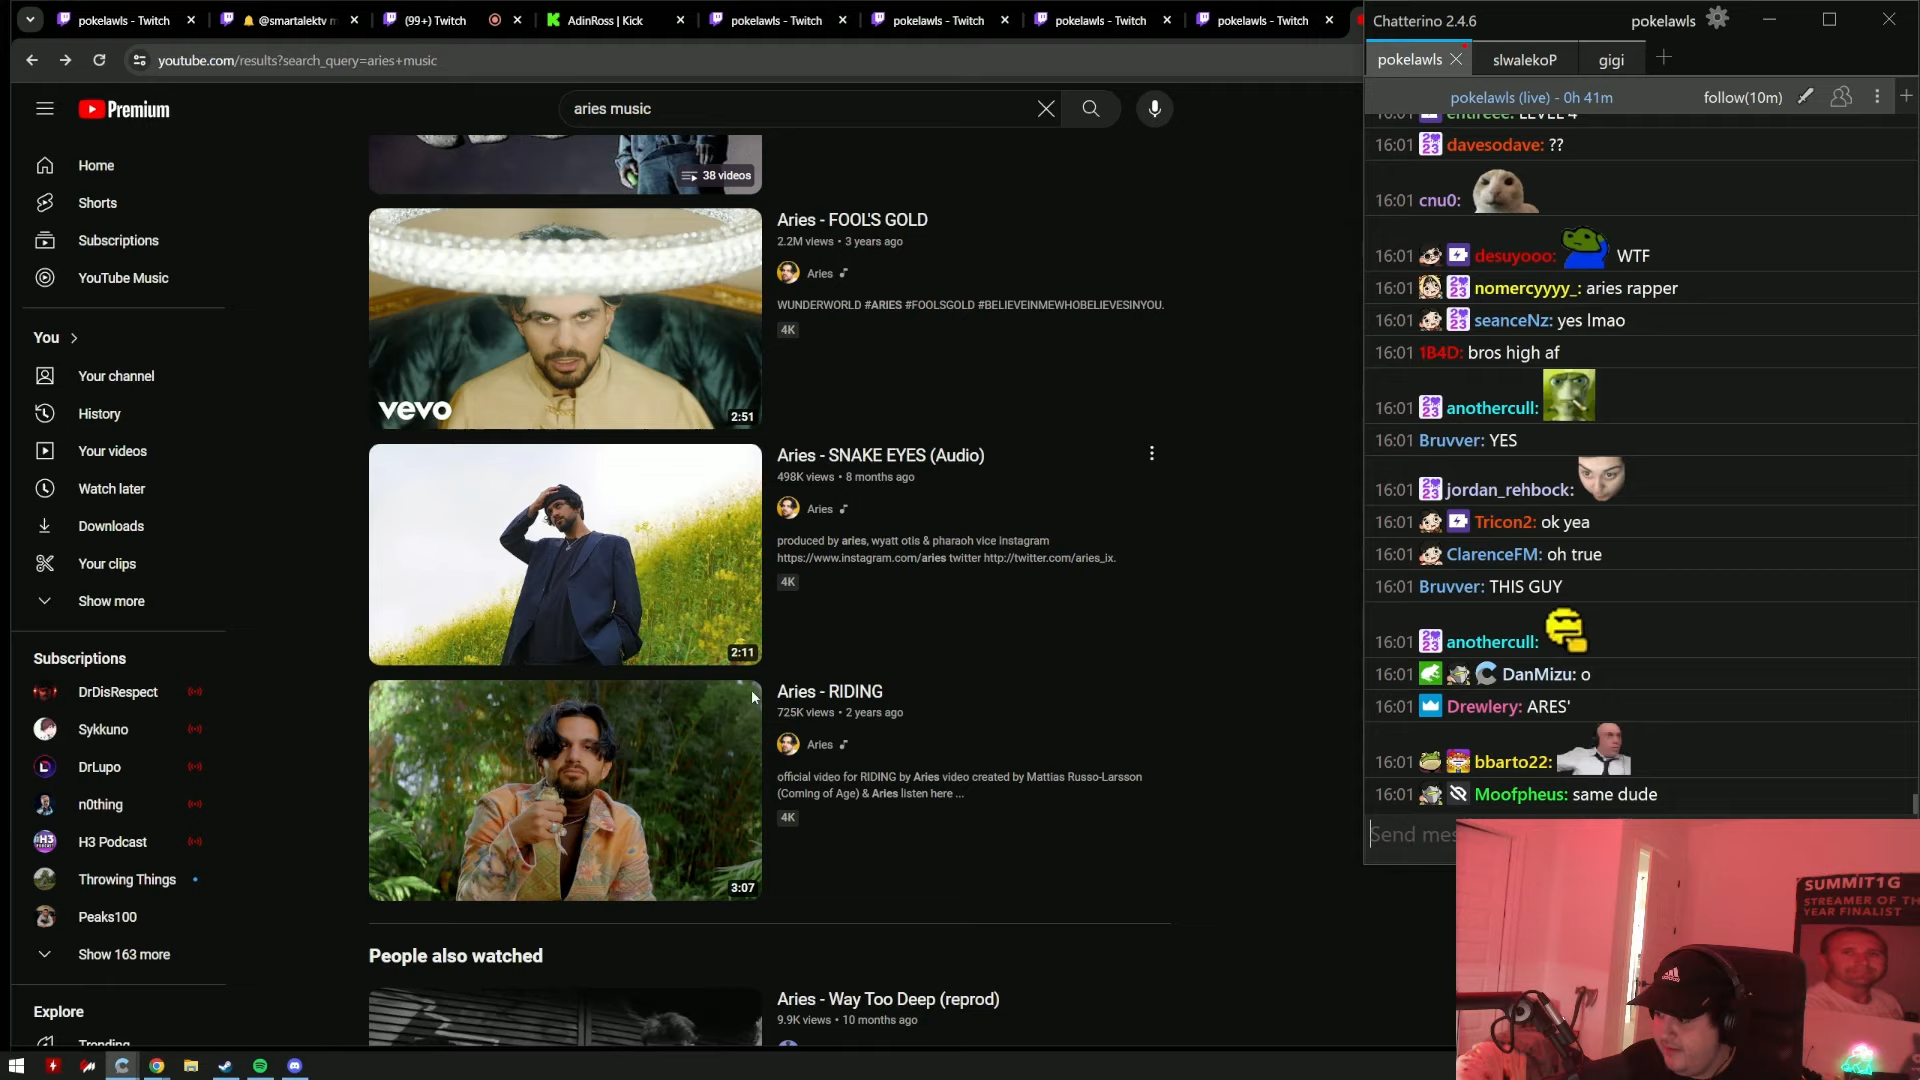 pokelawls - Twitch
@smartalektv m
(99+) Twitch
AdinRoss | Kick
pokelawls - Twitch
pokelawls - Twitch
pokelawls - Twitch
pokelawls - Twitch
youtube.com/results?search_query=aries+music
Premium
aries music
Home
Shorts
Subscriptions
YouTube Music
You
Your channel
History
Your videos
Watch later
Downloads
Your clips
Show more
Subscriptions
DrDisRespect
Sykkuno
DrLupo
n0thing
H3 Podcast
Throwing Things
Peaks100
Show 163 more
Explore
Trending
38 videos
vevo
2:51
Aries - FOOL'S GOLD
2.2M views • 3 years ago
Aries
WUNDERWORLD #ARIES #FOOLSGOLD #BELIEVEINMEWHOBELIEVESINYOU.
4K
2:11
Aries - SNAKE EYES (Audio)
498K views • 8 months ago
Aries
produced by aries, wyatt otis & pharaoh vice instagram
https://www.instagram.com/aries twitter http://twitter.com/aries_ix.
4K
3:07
Aries - RIDING
725K views • 2 years ago
Aries
official video for RIDING by Aries video created by Mattias Russo-Larsson
(Coming of Age) & Aries listen here ...
4K
People also watched
Aries - Way Too Deep (reprod)
9.9K views • 10 months ago
Chatterino 2.4.6
pokelawls
pokelawls
slwalekoP
gigi
pokelawls (live) - 0h 41m
follow(10m)
LEVEL 4
16:01 davesodave: ??
16:01 cnu0:
16:01 desuyooo: WTF
16:01 nomercyyyy_: aries rapper
16:01 seanceNz: yes lmao
16:01 1B4D: bros high af
16:01 anothercull:
16:01 Bruvver: YES
16:01 jordan_rehbock:
16:01 Tricon2: ok yea
16:01 ClarenceFM: oh true
16:01 Bruvver: THIS GUY
16:01 anothercull:
16:01 DanMizu: o
16:01 Drewlery: ARES'
16:01 bbarto22:
16:01 Moofpheus: same dude
Send mes
SUMMIT1G
STREAMER OF TH
YEAR FINALIST